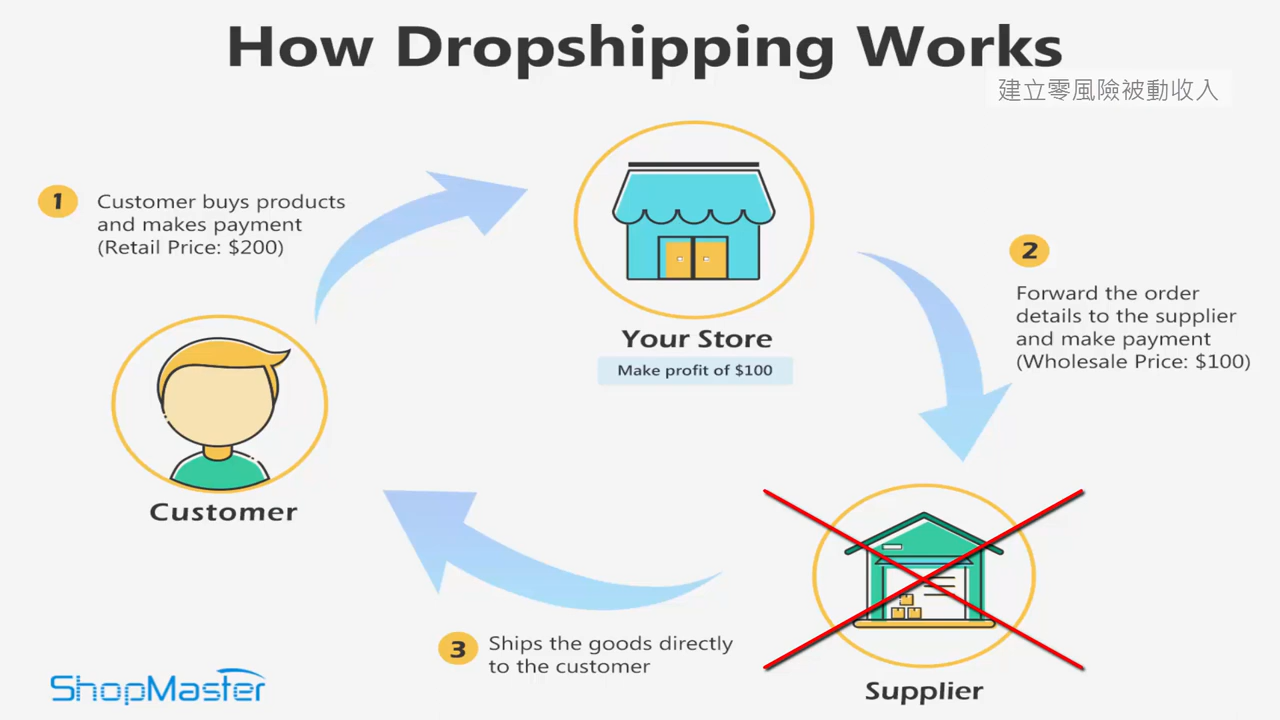 How Dropshipping Works
建立零風險被動收入
1
Customer buys products
and makes payment
(Retail Price: $200)
Your Store
Make profit of $100
2
Forward the order
details to the supplier
and make payment
(Wholesale Price: $100)
Customer
3
Ships the goods directly
to the customer
Supplier
ShopMaster